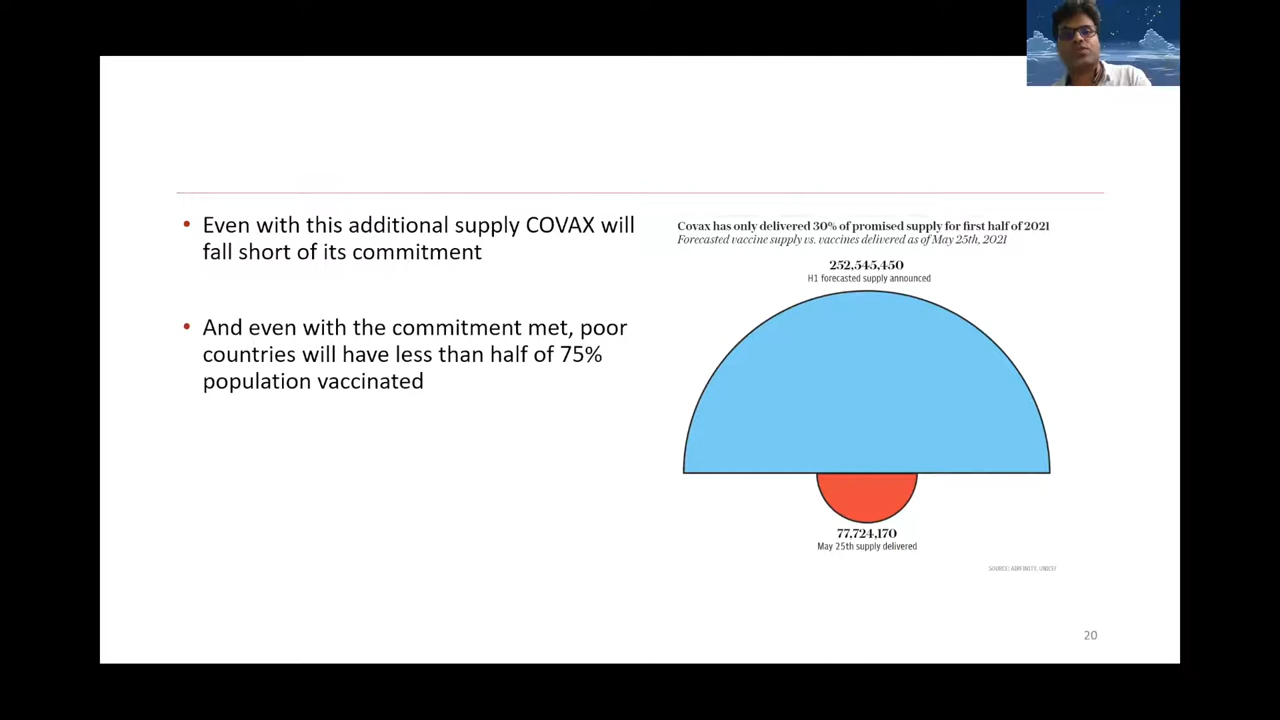 • Even with this additional supply COVAX will
fall short of its commitment
• And even with the commitment met, poor
countries will have less than half of 75%
population vaccinated
Covax has only delivered 30% of promised supply for first half of 2021
Forecasted vaccine supply vs. vaccines delivered as of May 25th, 2021
252,545,450
H1 forecasted supply announced
77,724,170
May 25th supply delivered
SOURCE: AIRFINITY, UNICEF
20